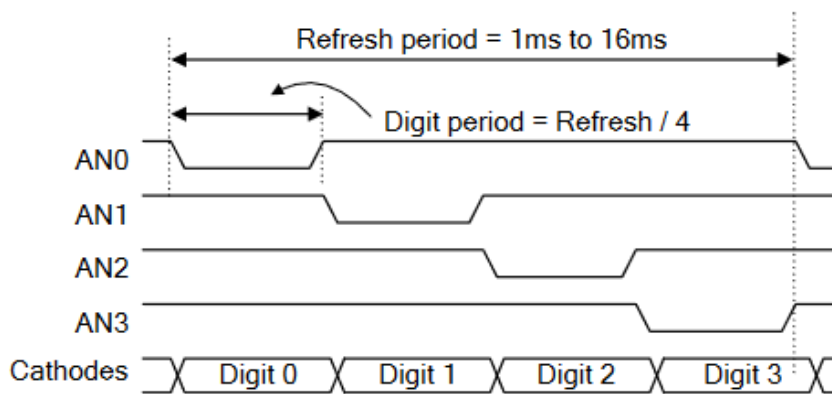 Refresh period = 1ms to 16ms
Digit period = Refresh / 4
AN0
AN1
AN2
AN3
Cathodes Digit 0 Digit 1 Digit 2 Digit 3